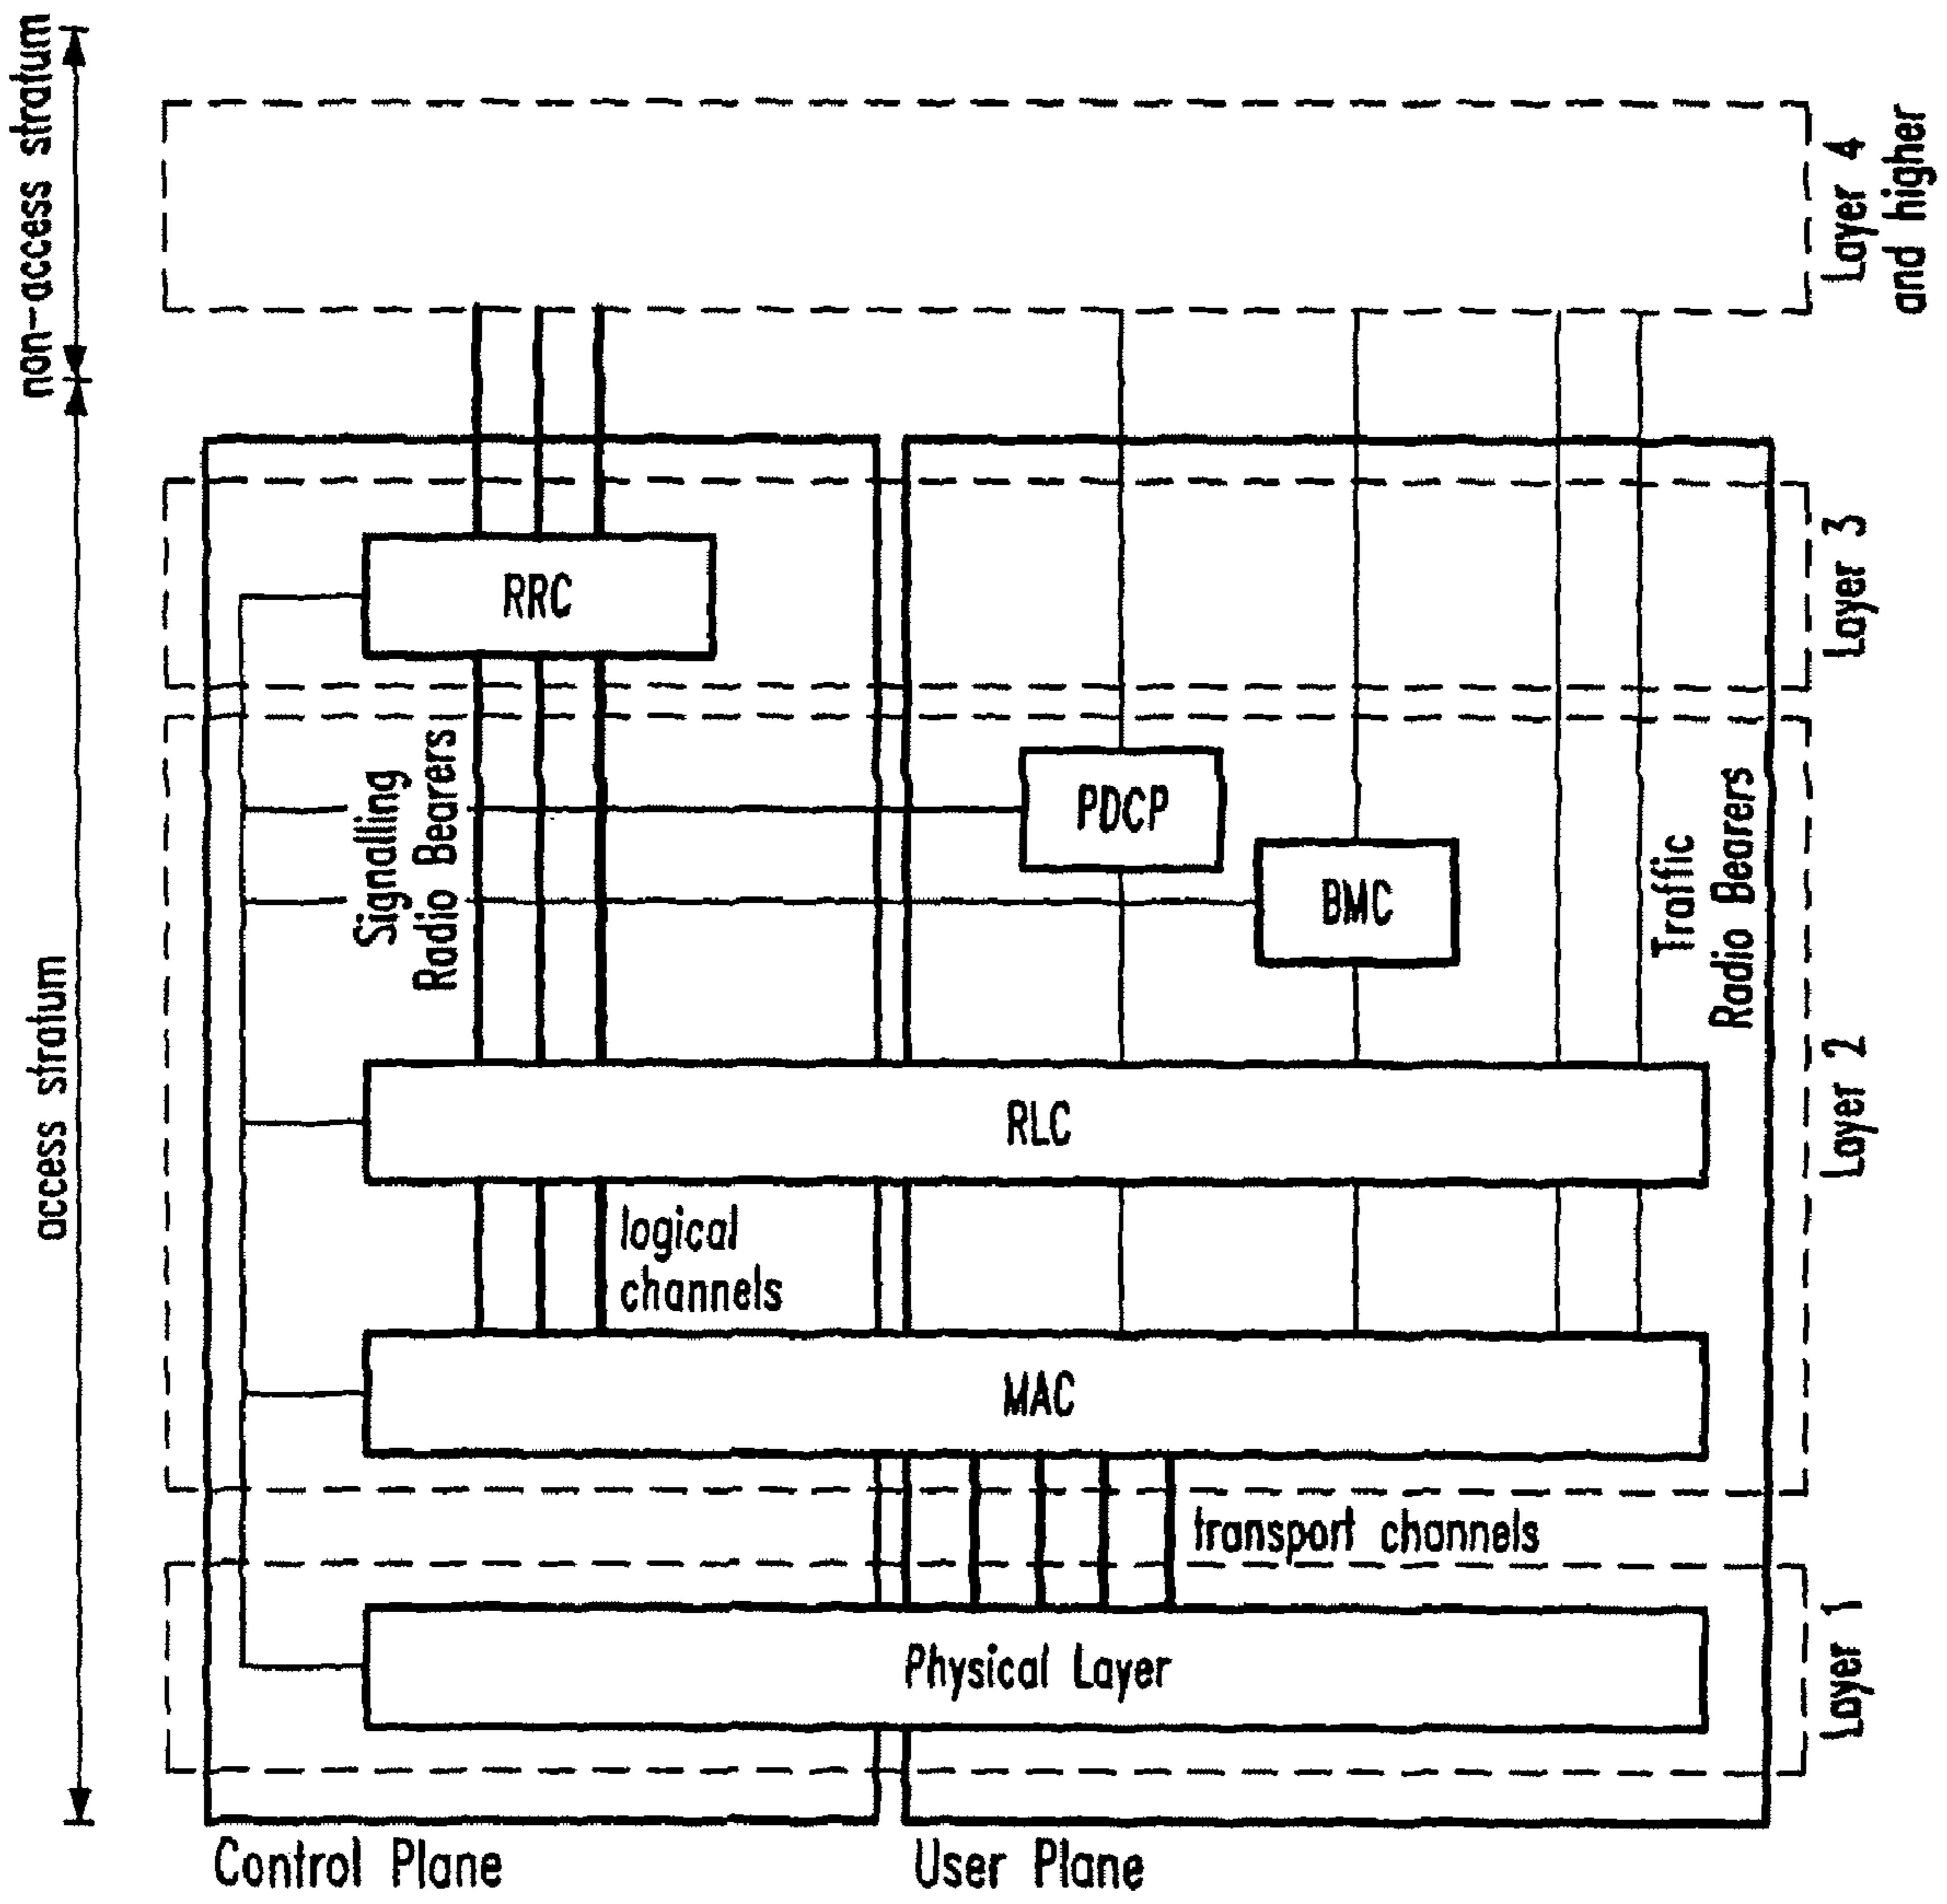 non-access stratum
Layer 4
and higher
RRC
Layer 3
Signalling
Radio Bearers
PDCP
BMC
Traffic
Radio Bearers
access stratum
RLC
Layer 2
logical
channels
MAC
transport channels
Physical Layer
Layer 1
Control Plane
User Plane